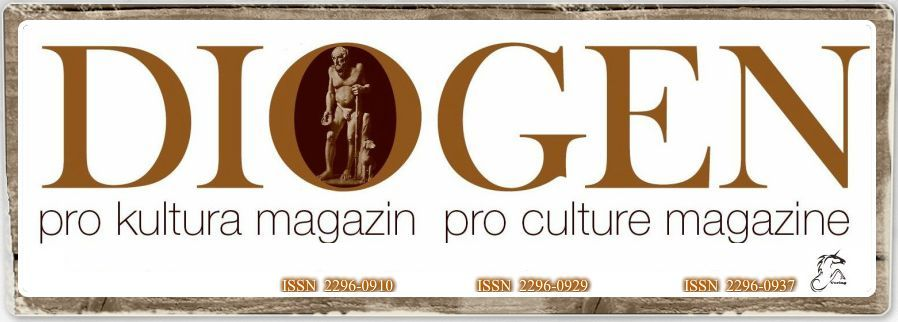 DIOGEN
pro kultura magazin pro culture magazine
ISSN 2296-0910 ISSN 2296-0929 ISSN 2296-0937